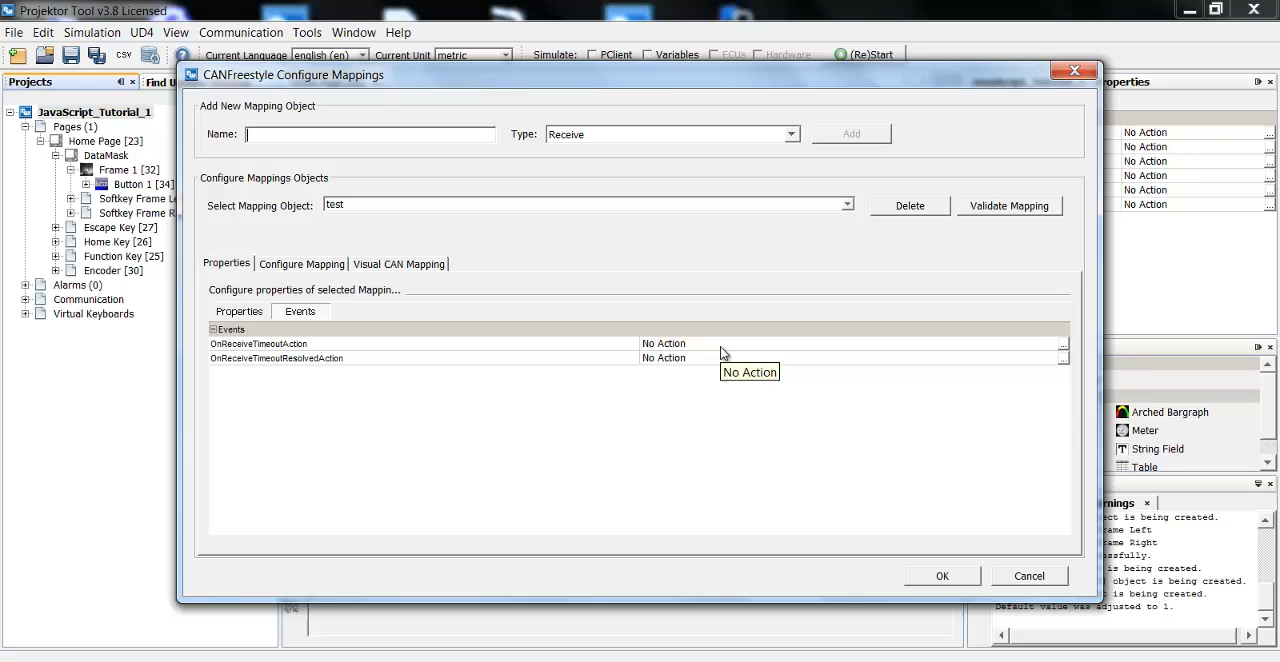 Projektor Tool v3.8 Licensed
File Edit Simulation UD4 View Communication Tools Window Help
CSV Current Language english (en) Current Unit metric Simulate: PClient Variables ECUs Hardware (Re)Start
Projects Find U
CANFreestyle Configure Mappings
roperties
Add New Mapping Object
Name: Type: Receive Add
Configure Mappings Objects
Select Mapping Object: test Delete Validate Mapping
Properties Configure Mapping Visual CAN Mapping
Configure properties of selected Mappin...
Properties Events
Events
OnReceiveTimeoutAction No Action ...
OnReceiveTimeoutResolvedAction No Action ...
No Action
OK Cancel
JavaScript_Tutorial_1
Pages (1)
Home Page [23]
DataMask
Frame 1 [32]
Button 1 [34]
Softkey Frame Le
Softkey Frame R
Escape Key [27]
Home Key [26]
Function Key [25]
Encoder [30]
Alarms (0)
Communication
Virtual Keyboards
No Action ...
No Action ...
No Action ...
No Action ...
No Action ...
No Action ...
Arched Bargraph
Meter
String Field
Table
rnings
ct is being created.
rame Left
rame Right
ssfully.
is being created.
d object is being created.
t is being created.
Default value was adjusted to 1.